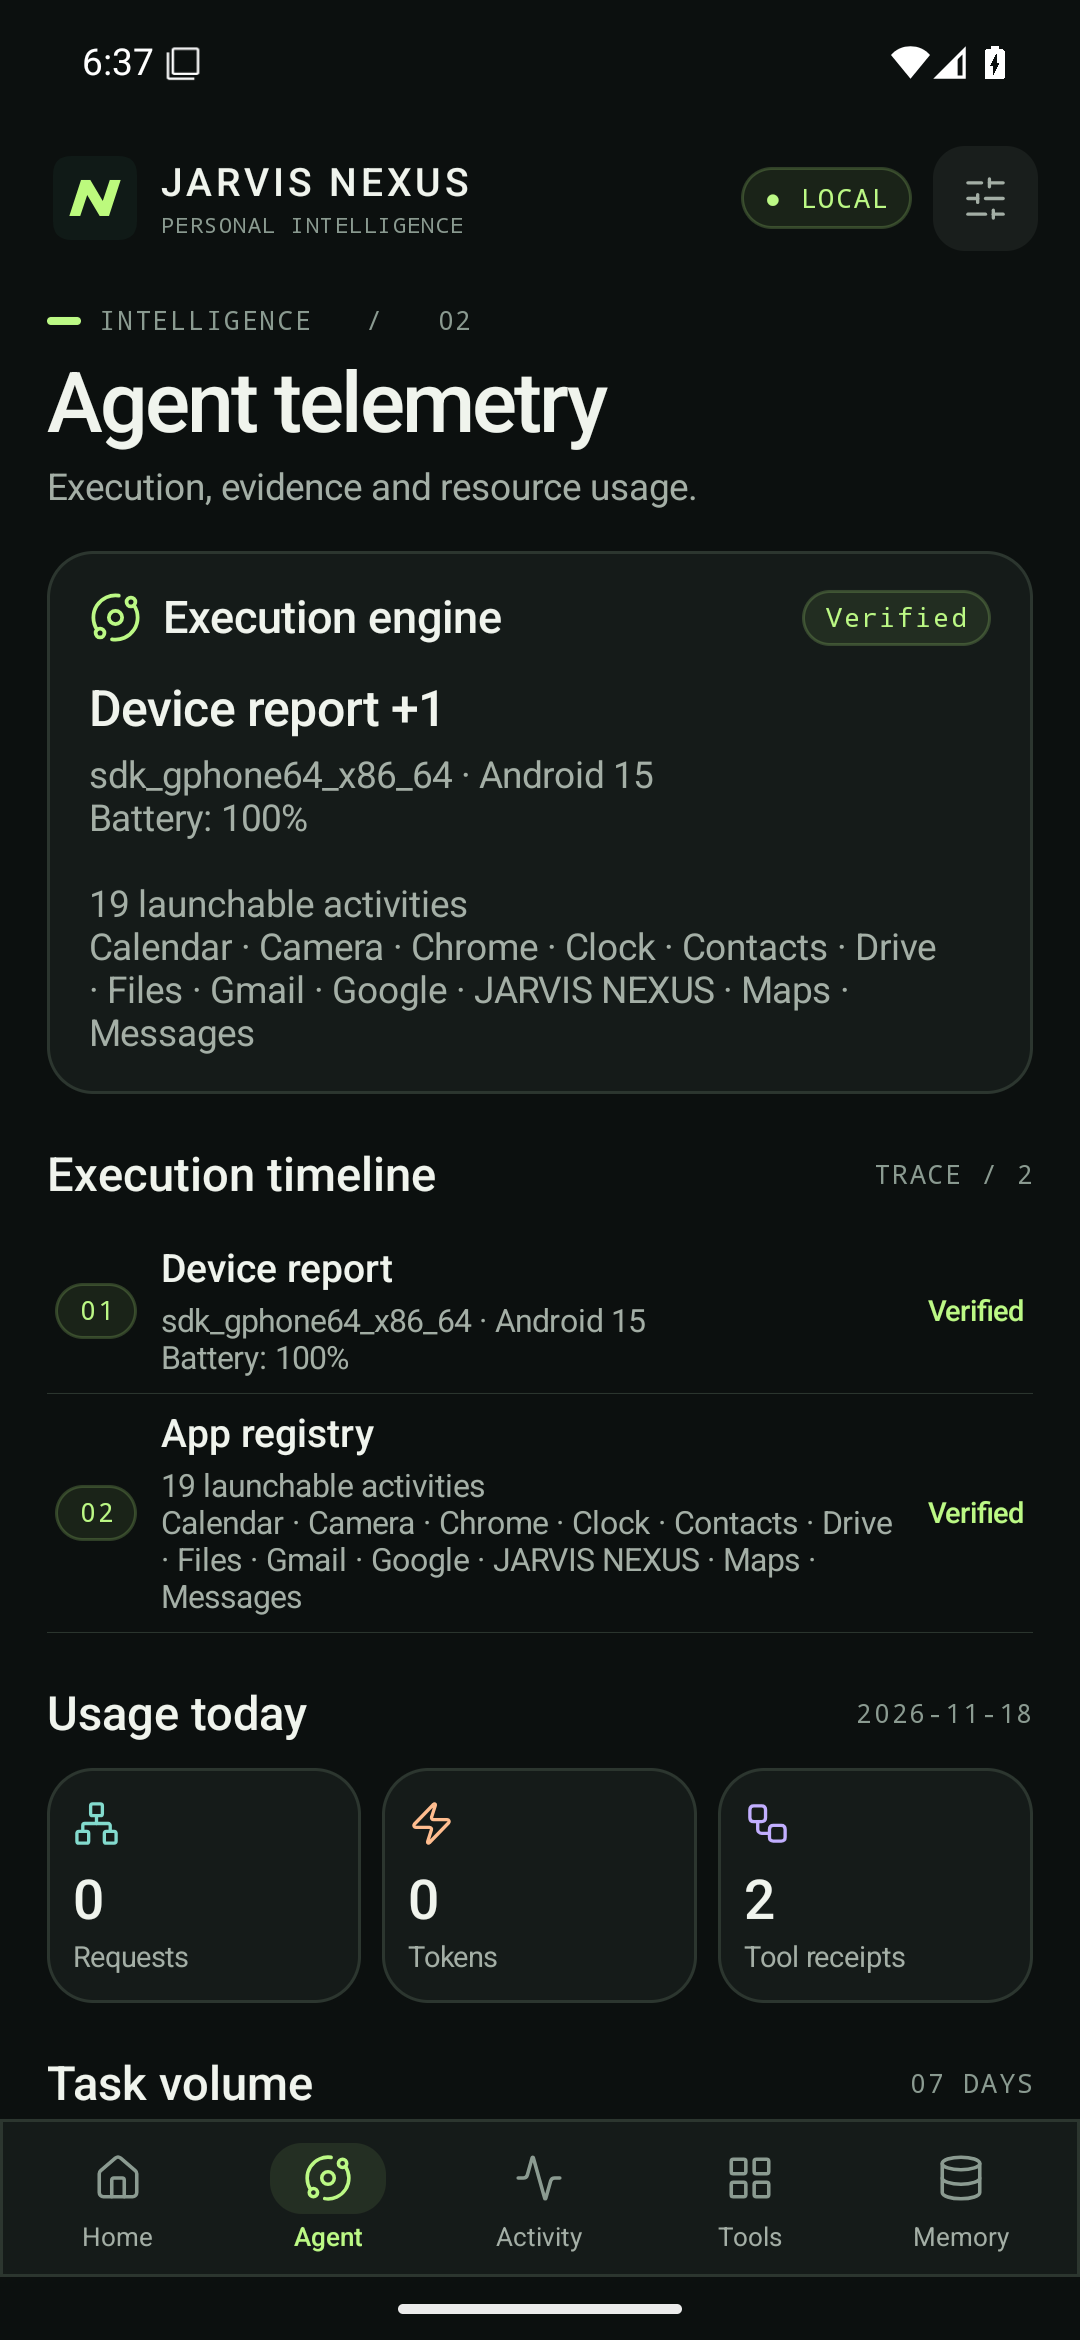 6:37
JARVIS NEXUS
PERSONAL INTELLIGENCE
LOCAL
INTELLIGENCE / 02
Agent telemetry
Execution, evidence and resource usage.
Execution engine
Verified
Device report +1
sdk_gphone64_x86_64 · Android 15
Battery: 100%
19 launchable activities
Calendar · Camera · Chrome · Clock · Contacts · Drive
· Files · Gmail · Google · JARVIS NEXUS · Maps ·
Messages
Execution timeline
TRACE / 2
01
Device report
sdk_gphone64_x86_64 · Android 15
Battery: 100%
Verified
02
App registry
19 launchable activities
Calendar · Camera · Chrome · Clock · Contacts · Drive
· Files · Gmail · Google · JARVIS NEXUS · Maps ·
Messages
Verified
Usage today
2026-11-18
0
Requests
0
Tokens
2
Tool receipts
Task volume
07 DAYS
Home
Agent
Activity
Tools
Memory